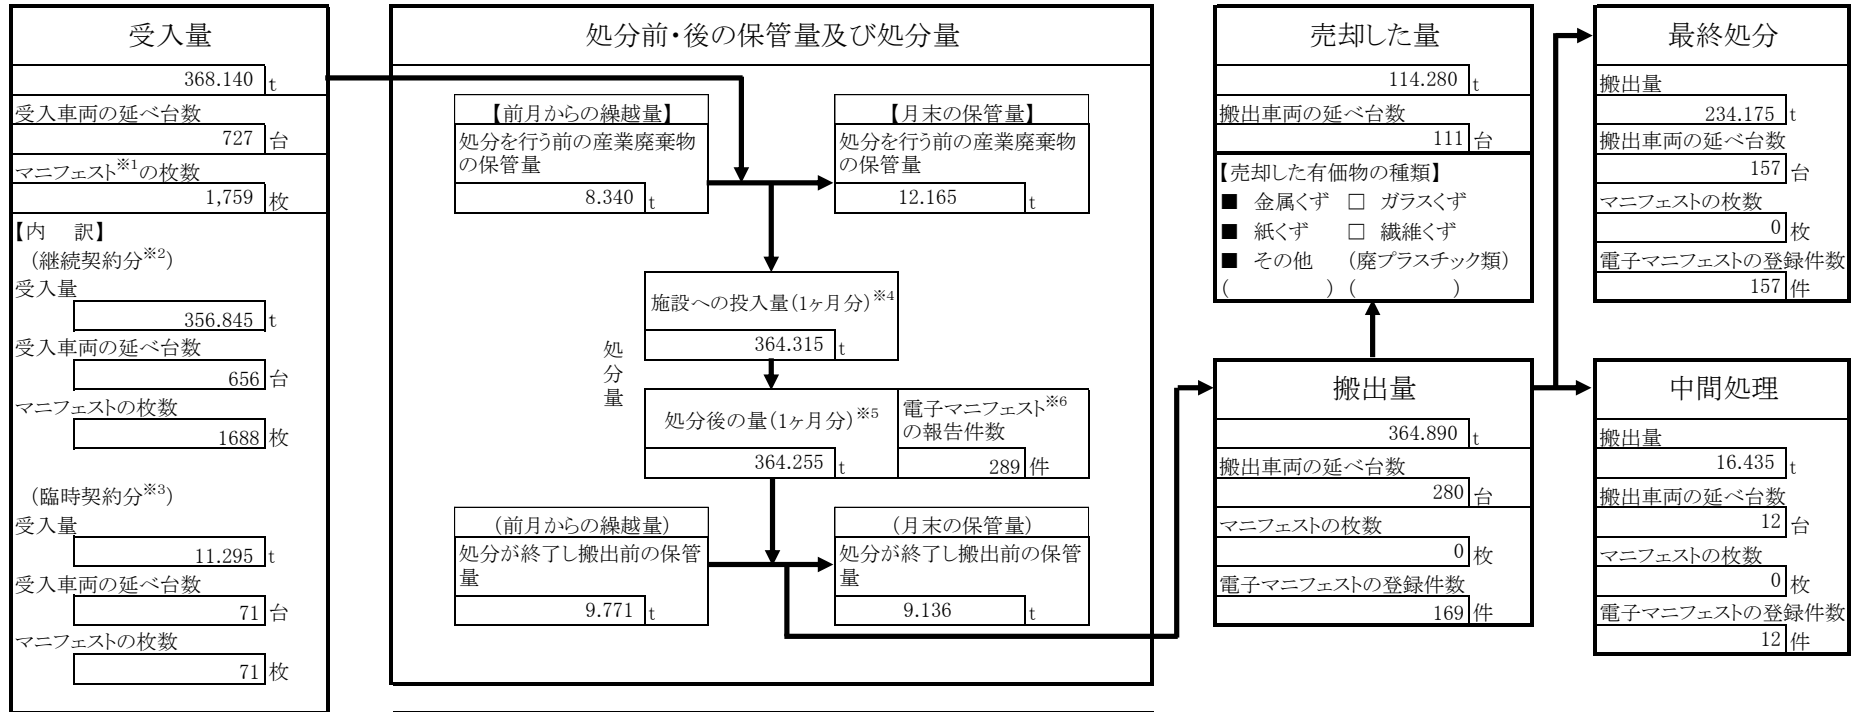 受入量
368.140 t
受入車両の延べ台数
727 台
マニフェスト※1の枚数
1,759 枚
【内　訳】
(継続契約分※2)
受入量
356.845 t
受入車両の延べ台数
656 台
マニフェストの枚数
1688 枚
(臨時契約分※3)
受入量
11.295 t
受入車両の延べ台数
71 台
マニフェストの枚数
71 枚
処分前・後の保管量及び処分量
【前月からの繰越量】
処分を行う前の産業廃棄物
の保管量
8.340 t
【月末の保管量】
処分を行う前の産業廃棄物
の保管量
12.165 t
処分量
施設への投入量(1ヶ月分)※4
364.315 t
処分後の量(1ヶ月分)※5
364.255 t
電子マニフェスト※6
の報告件数
289 件
(前月からの繰越量)
処分が終了し搬出前の保管
量
9.771 t
(月末の保管量)
処分が終了し搬出前の保管
量
9.136 t
売却した量
114.280 t
搬出車両の延べ台数
111 台
【売却した有価物の種類】
■ 金属くず □ ガラスくず
■ 紙くず □ 繊維くず
■ その他 (廃プラスチック類)
(　　　　) (　　　　)
搬出量
364.890 t
搬出車両の延べ台数
280 台
マニフェストの枚数
0 枚
電子マニフェストの登録件数
169 件
最終処分
搬出量
234.175 t
搬出車両の延べ台数
157 台
マニフェストの枚数
0 枚
電子マニフェストの登録件数
157 件
中間処理
搬出量
16.435 t
搬出車両の延べ台数
12 台
マニフェストの枚数
0 枚
電子マニフェストの登録件数
12 件